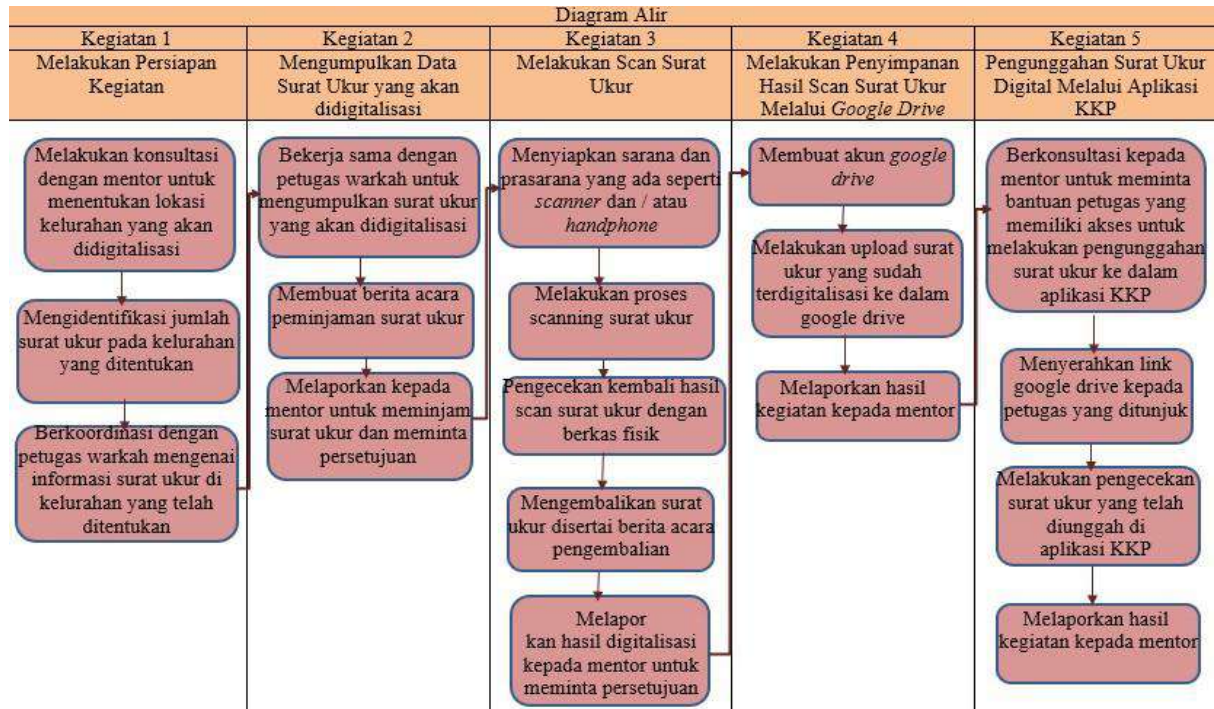 Diagram Alir
Kegiatan 1
Kegiatan 2
Kegiatan 3
Kegiatan 4
Kegiatan 5
Melakukan Persiapan
Kegiatan
Mengumpulkan Data
Surat Ukur yang akan
didigitalisasi
Melakukan Scan Surat
Ukur
Melakukan Penyimpanan
Hasil Scan Surat Ukur
Melalui Google Drive
Pengunggahan Surat Ukur
Digital Melalui Aplikasi
KKP
Melakukan konsultasi
dengan mentor untuk
menentukan lokasi
kelurahan yang akan
didigitalisasi
Mengidentifikasi jumlah
surat ukur pada kelurahan
yang ditentukan
Berkoordinasi dengan
petugas warkah mengenai
informasi surat ukur di
kelurahan yang telah
ditentukan
Bekerja sama dengan
petugas warkah untuk
mengumpulkan surat ukur
yang akan didigitalisasi
Membuat berita acara
peminjaman surat ukur
Melaporkan kepada
mentor untuk meminjam
surat ukur dan meminta
persetujuan
Menyiapkan sarana dan
prasarana yang ada seperti
scanner dan / atau
handphone
Melakukan proses
scanning surat ukur
Pengecekan kembali hasil
scan surat ukur dengan
berkas fisik
Mengembalikan surat
ukur disertai berita acara
pengembalian
Melapor
kan hasil digitalisasi
kepada mentor untuk
meminta persetujuan
Membuat akun google
drive
Melakukan upload surat
ukur yang sudah
terdigitalisasi ke dalam
google drive
Melaporkan hasil
kegiatan kepada mentor
Berkonsultasi kepada
mentor untuk meminta
bantuan petugas yang
memiliki akses untuk
melakukan pengunggahan
surat ukur ke dalam
aplikasi KKP
Menyerahkan link
google drive kepada
petugas yang ditunjuk
Melakukan pengecekan
surat ukur yang telah
diunggah di
aplikasi KKP
Melaporkan hasil
kegiatan kepada mentor